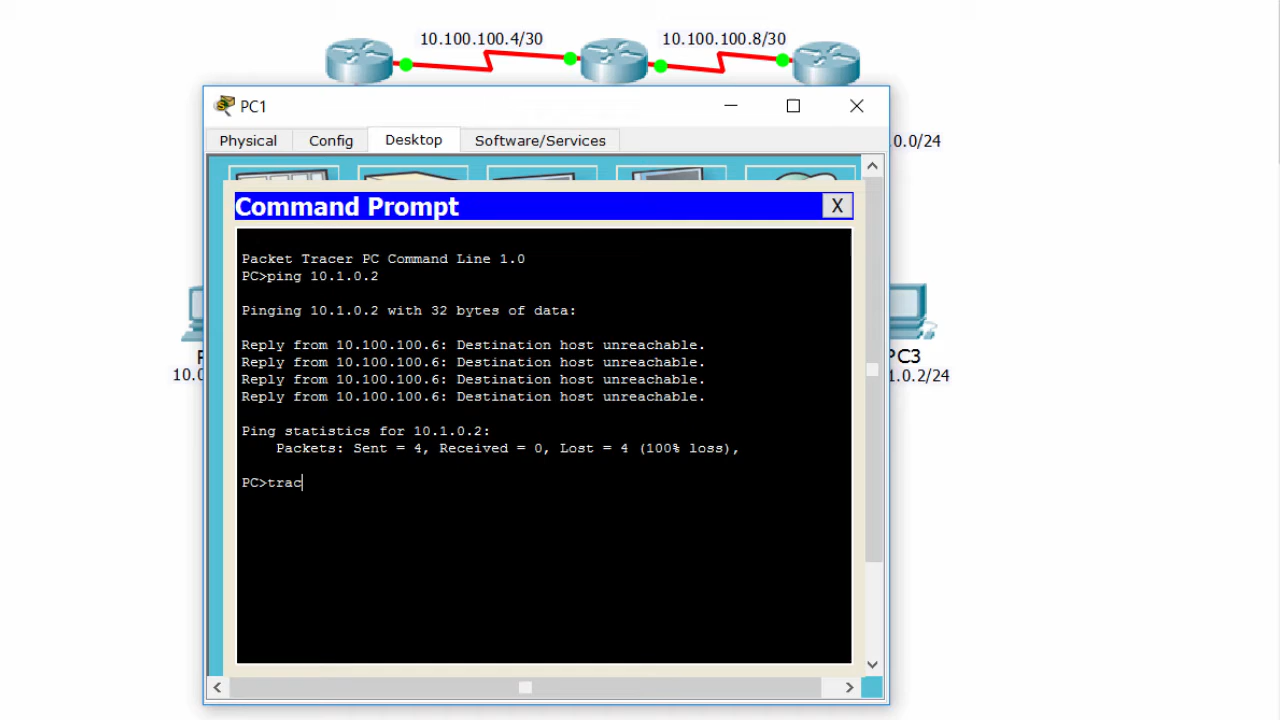 10.100.100.4/30
10.100.100.8/30
PC1
Physical
Config
Desktop
Software/Services
.0.0/24
Command Prompt
X
Packet Tracer PC Command Line 1.0
PC>ping 10.1.0.2
Pinging 10.1.0.2 with 32 bytes of data:
Reply from 10.100.100.6: Destination host unreachable.
Reply from 10.100.100.6: Destination host unreachable.
Reply from 10.100.100.6: Destination host unreachable.
Reply from 10.100.100.6: Destination host unreachable.
Ping statistics for 10.1.0.2:
Packets: Sent = 4, Received = 0, Lost = 4 (100% loss),
PC>trac
10.0
PC3
1.0.2/24